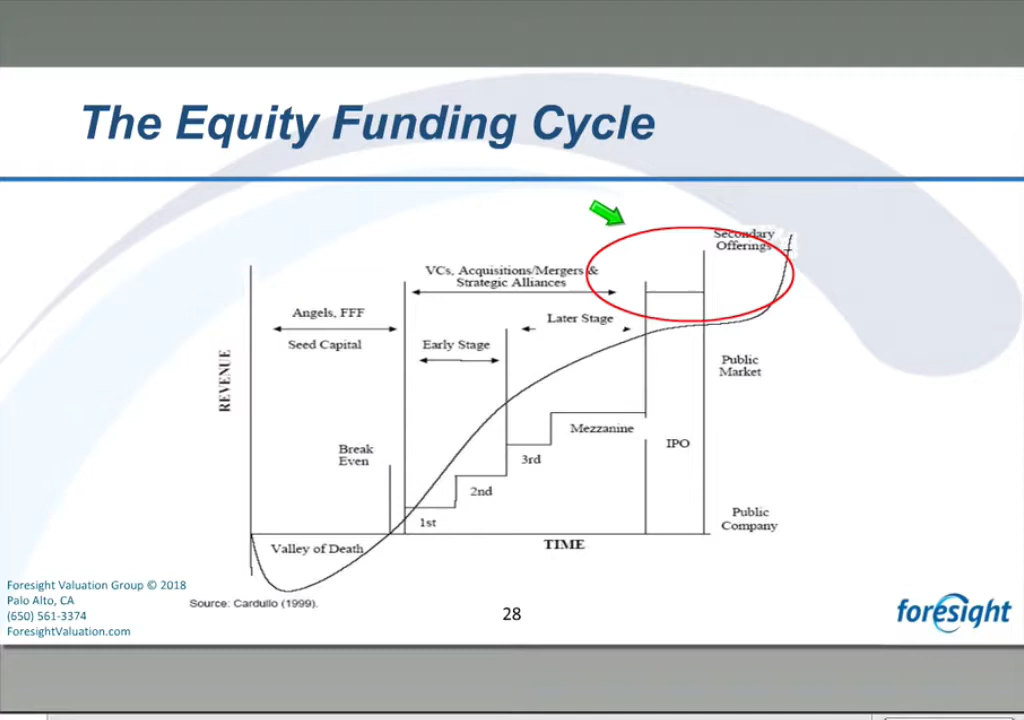 The Equity Funding Cycle
Secondary
Offerings
VCs, Acquisitions/Mergers &
Strategic Alliances
Angels, FFF
Seed Capital
Later Stage
Early Stage
REVENUE
Public
Market
Break
Even
Mezzanine
IPO
3rd
2nd
1st
Public
Company
Valley of Death
TIME
Foresight Valuation Group © 2018
Palo Alto, CA
(650) 561-3374
ForesightValuation.com
Source: Cardullo (1999).
28
foresight